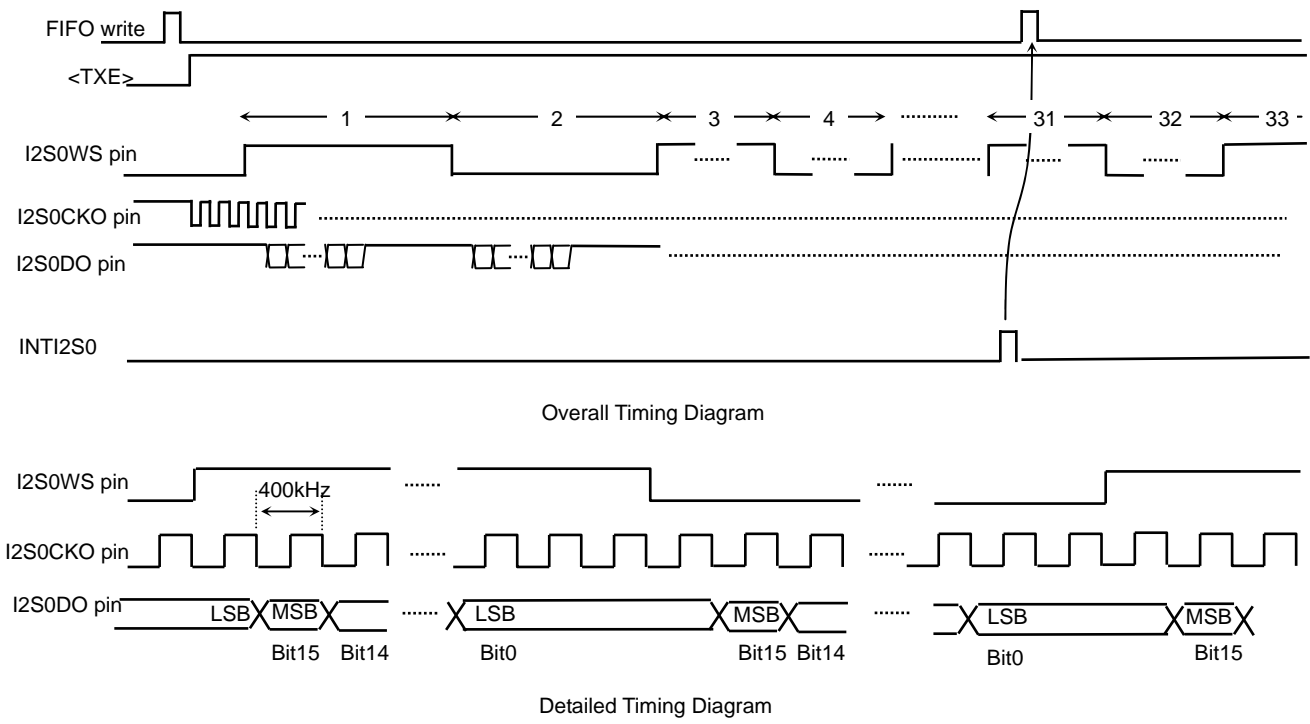 FIFO write
<TXE>
1 2 3 4 31 32 33
I2S0WS pin
I2S0CKO pin
I2S0DO pin
INTI2S0
Overall Timing Diagram
I2S0WS pin
400kHz
I2S0CKO pin
I2S0DO pin
LSB MSB LSB MSB LSB MSB
Bit15 Bit14 Bit0 Bit15 Bit14 Bit0 Bit15
Detailed Timing Diagram